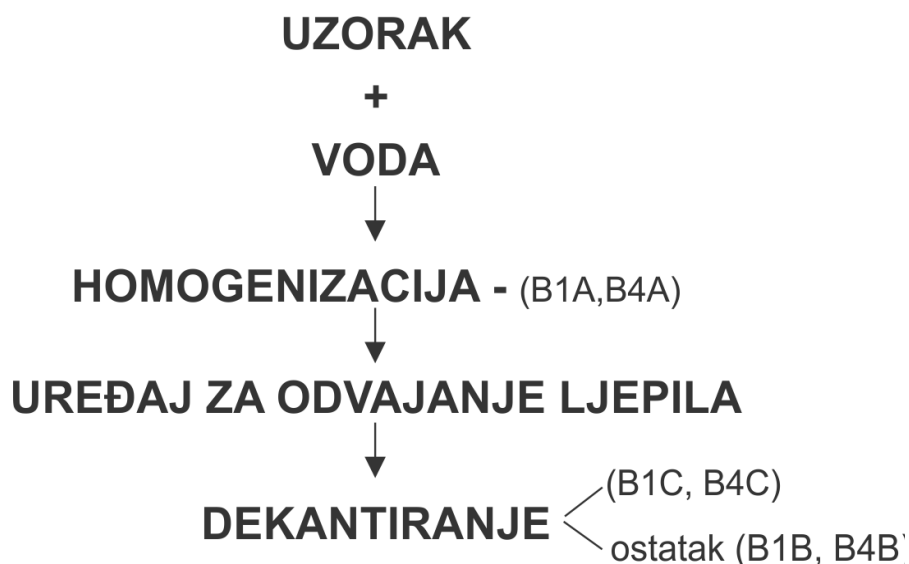 UZORAK
+
VODA
HOMOGENIZACIJA - (B1A,B4A)
UREĐAJ ZA ODVAJANJE LJEPILA
(B1C, B4C)
DEKANTIRANJE
ostatak (B1B, B4B)